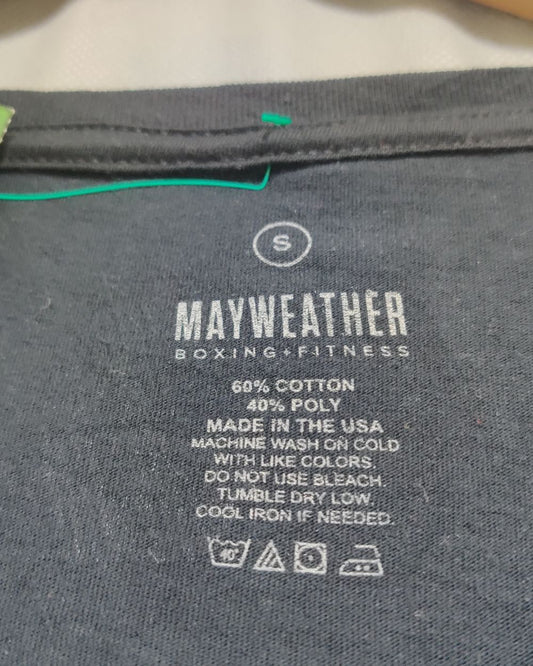 S
MAYWEATHER
BOXING+FITNESS
60% COTTON
40% POLY
MADE IN THE USA
MACHINE WASH ON COLD
WITH LIKE COLORS.
DO NOT USE BLEACH.
TUMBLE DRY LOW.
COOL IRON IF NEEDED.
40°